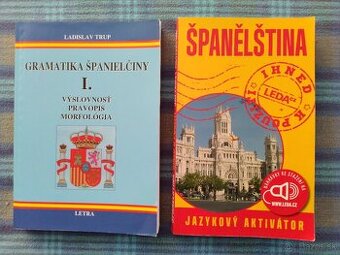 LADISLAV TRUP
GRAMATIKA ŠPANIELČINY
I.
VÝSLOVNOSŤ
PRAVOPIS
MORFOLÓGIA
LETRA
ŠPANĚLŠTINA
IHNED
LEDA
K POUŽITÍ
WWW.LEDA.CZ
JAZYKOVÝ AKTIVÁTOR